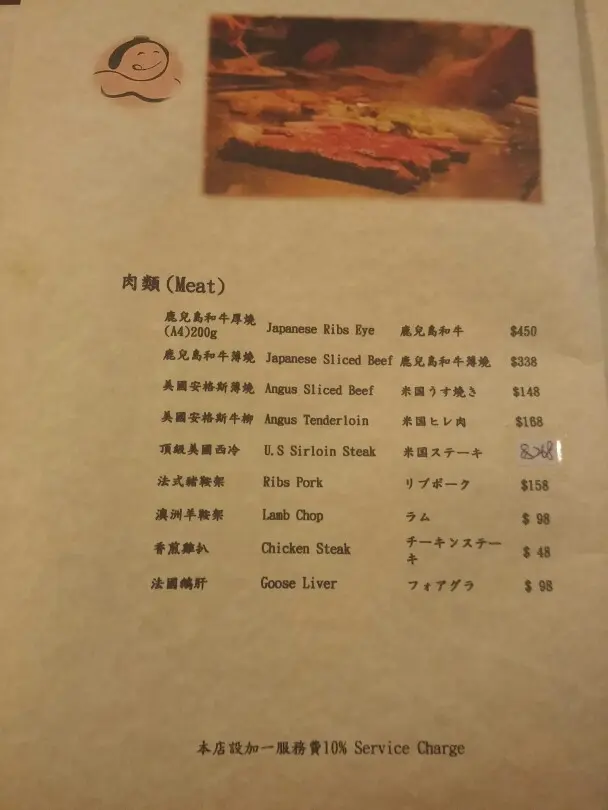 肉類(Meat)
鹿兒島和牛厚燒
(A4)200g Japanese Ribs Eye 鹿兒島和牛 $450
鹿兒島和牛薄燒 Japanese Sliced Beef 鹿兒島和牛薄燒 $338
美國安格斯薄燒 Angus Sliced Beef 米国うす焼き $148
美國安格斯牛柳 Angus Tenderloin 米国ヒレ肉 $168
頂級美國西冷 U.S Sirloin Steak 米国ステーキ
法式豬鞍架 Ribs Pork リブポーク $158
澳洲羊鞍架 Lamb Chop ラム $ 98
香煎雞扒 Chicken Steak チーキンステー
キ $ 48
法國鵝肝 Goose Liver フォアグラ $ 98
本店設加一服務費10% Service Charge